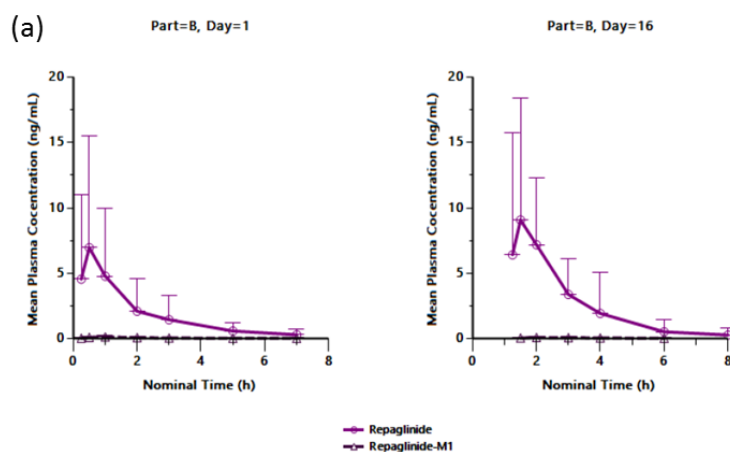 (a)
Part=B, Day=1
Part=B, Day=16
Mean Plasma Cocentration (ng/mL)
20
15
10
5
0
0
2
4
6
8
Nominal Time (h)
Mean Plasma Cocentration (ng/mL)
20
15
10
5
0
0
2
4
6
8
Nominal Time (h)
Repaglinide
Repaglinide-M1